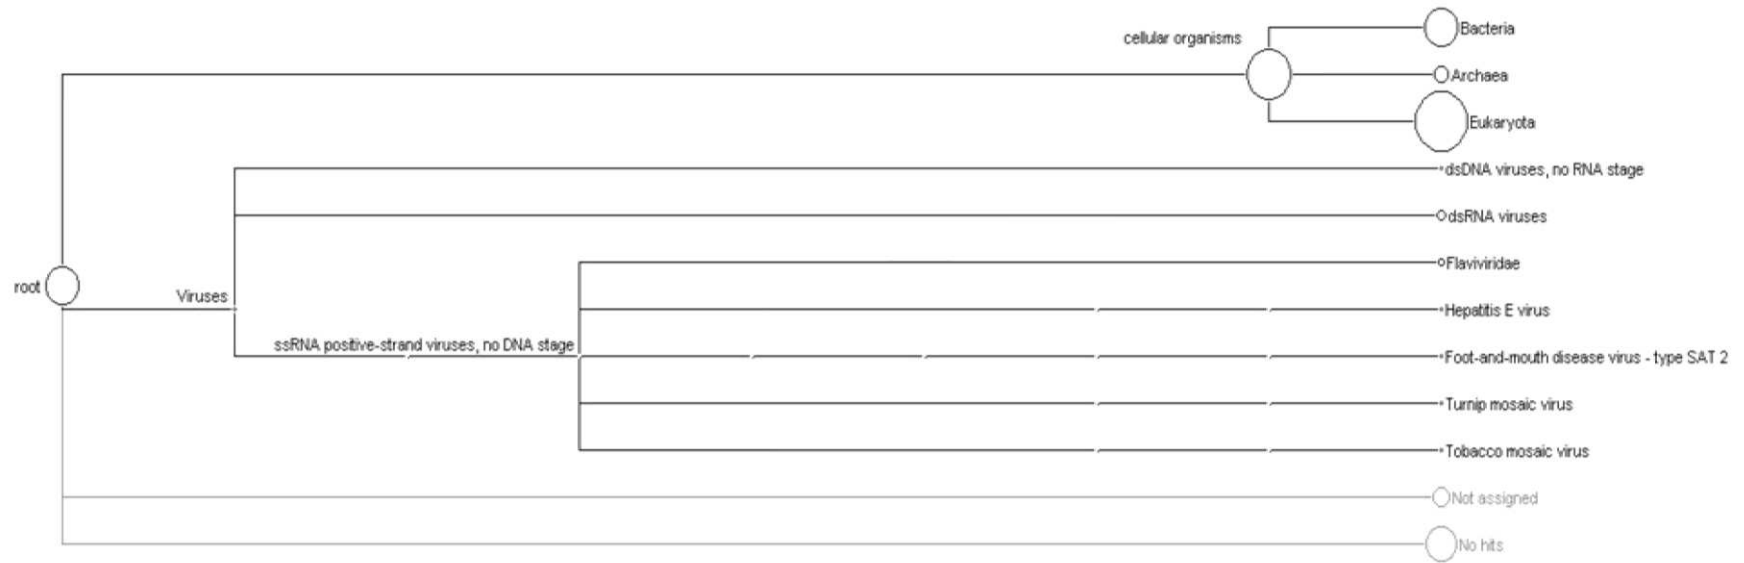 cellular organisms
Bacteria
Archaea
Eukaryota
dsDNA viruses, no RNA stage
dsRNA viruses
Flaviviridae
root
Viruses
Hepatitis E virus
ssRNA positive-strand viruses, no DNA stage
Foot-and-mouth disease virus - type SAT 2
Turnip mosaic virus
Tobacco mosaic virus
Not assigned
No hits